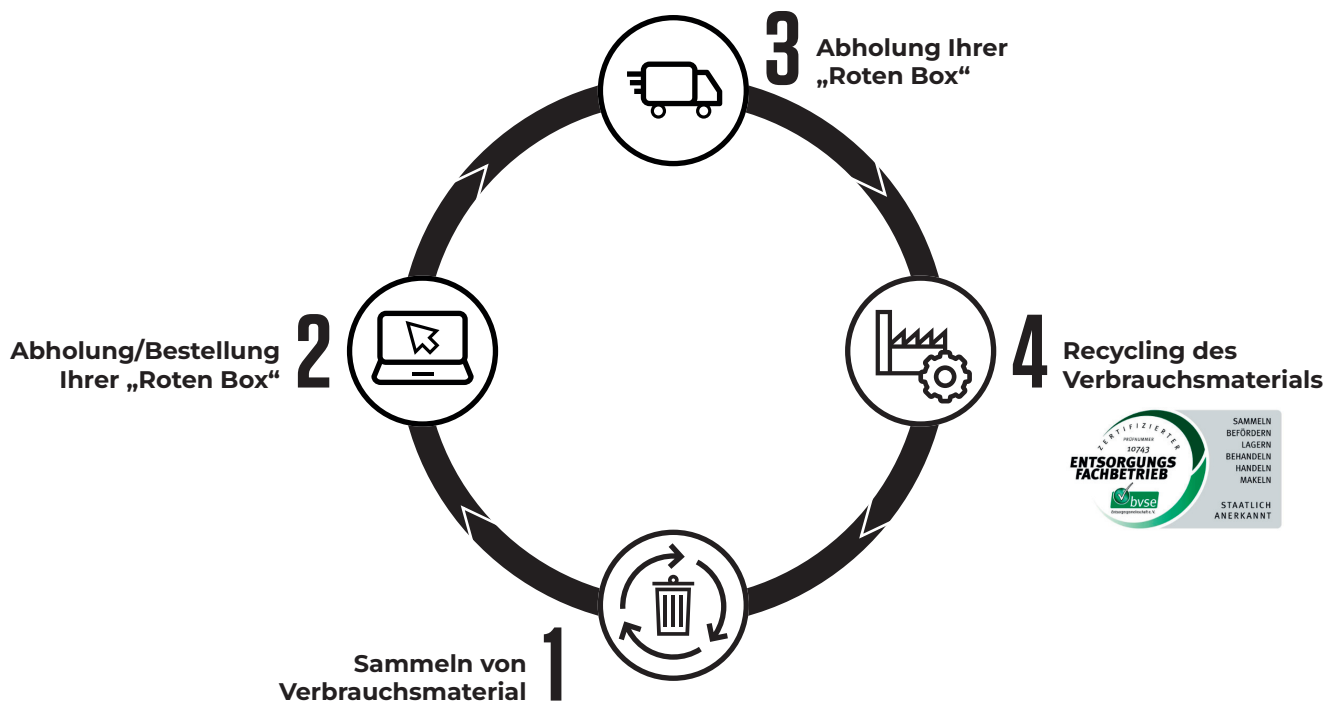 3
Abholung Ihrer
„Roten Box“
2
Abholung/Bestellung
Ihrer „Roten Box“
4
Recycling des
Verbrauchsmaterials
ZERTIFIZIERTER
PRÜFNUMMER
10743
ENTSORGUNGS
FACHBETRIEB
bvse
Entsorgergemeinschaft e. V.
SAMMELN
BEFÖRDERN
LAGERN
BEHANDELN
HANDELN
MAKELN
STAATLICH
ANERKANNT
1
Sammeln von
Verbrauchsmaterial